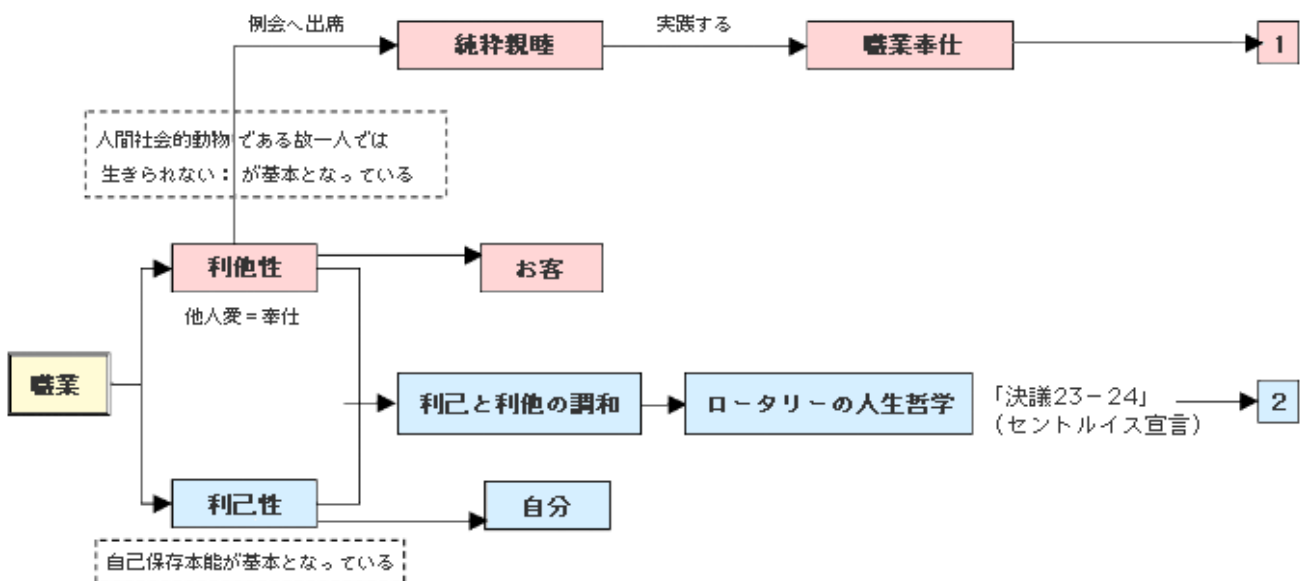 例会へ出席
純粋親睦
実践する
職業奉仕
1
人間社会的動物である故一人では
生きられない：が基本となっている
利他性
お客
他人愛＝奉仕
職業
利己と利他の調和
ロータリーの人生哲学
「決議23－24」
（セントルイス宣言）
2
利己性
自分
自己保存本能が基本となっている